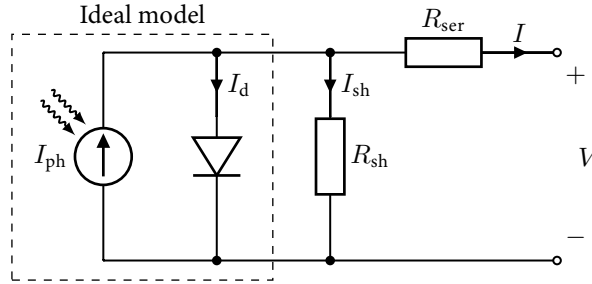 Ideal model
R_ser
I
+
I_d
I_sh
I_ph
R_sh
V
−